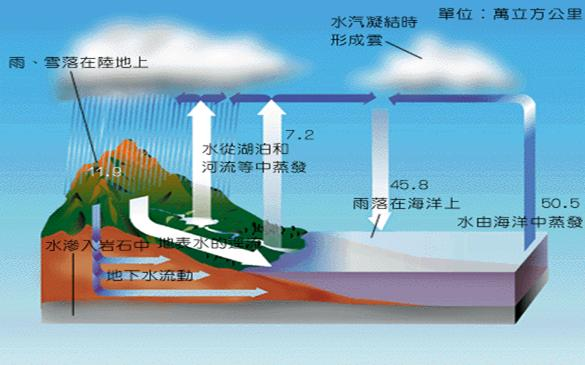 單位：萬立方公里
水汽凝結時
形成雲
雨、雪落在陸地上
7.2
水從湖泊和
河流等中蒸發
11.9
45.8
雨落在海洋上
50.5
水由海洋中蒸發
水滲入岩石中
地表水的逕流
地下水流動